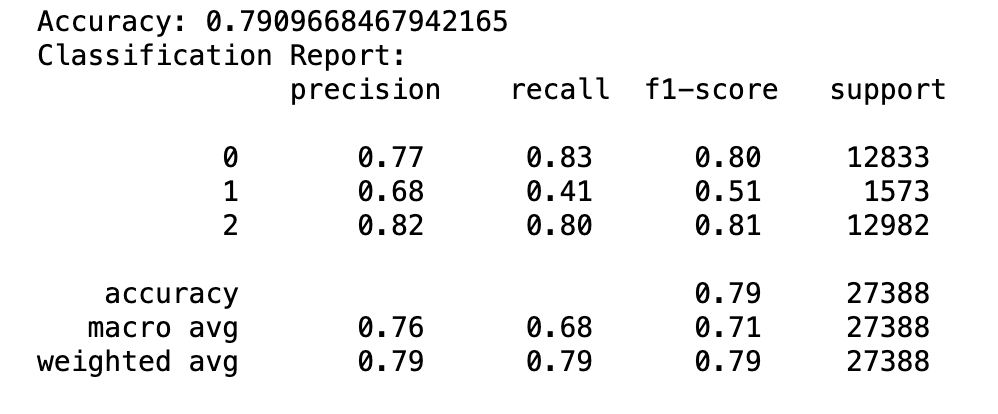 Accuracy: 0.7909668467942165
Classification Report:
precision recall f1-score support
0 0.77 0.83 0.80 12833
1 0.68 0.41 0.51 1573
2 0.82 0.80 0.81 12982
accuracy 0.79 27388
macro avg 0.76 0.68 0.71 27388
weighted avg 0.79 0.79 0.79 27388